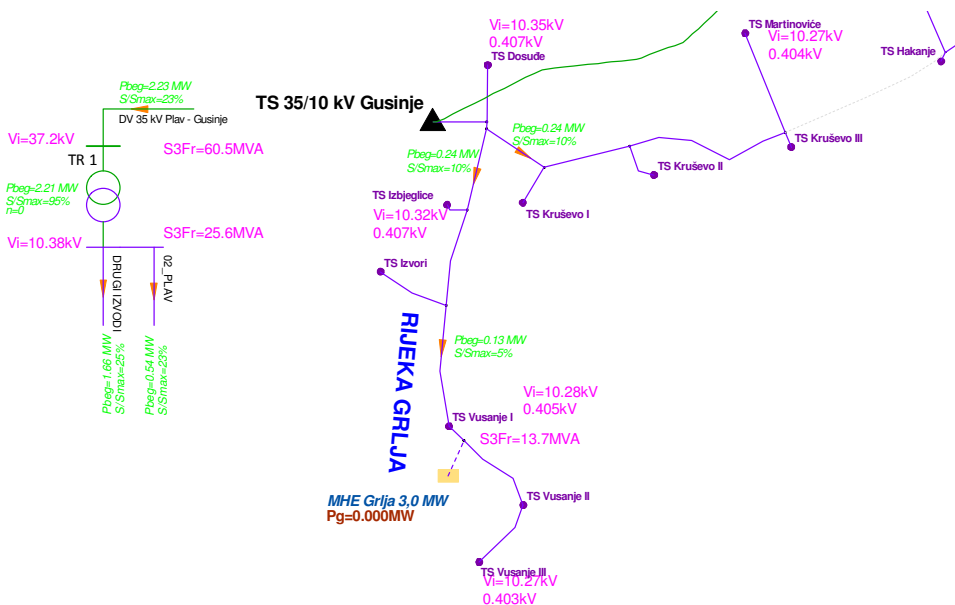 Vi=10.35kV
0.407kV
TS Dosuđe
TS Martinoviće
Vi=10.27kV
0.404kV
TS Hakanje
Pbeg=2.23 MW
S/Smax=23%
DV 35 kV Plav - Gusinje
TS 35/10 kV Gusinje
Vi=37.2kV
TR 1
S3Fr=60.5MVA
Pbeg=0.24 MW
S/Smax=10%
Pbeg=0.24 MW
S/Smax=10%
TS Kruševo III
TS Kruševo II
TS Kruševo I
Pbeg=2.21 MW
S/Smax=95%
n=0
TS Izbjeglice
Vi=10.32kV
0.407kV
Vi=10.38kV
S3Fr=25.6MVA
DRUGI IZVODI
02_PLAV
TS Izvori
Pbeg=1.66 MW
S/Smax=25%
Pbeg=0.54 MW
S/Smax=23%
RIJEKA GRLJA
Pbeg=0.13 MW
S/Smax=5%
Vi=10.28kV
0.405kV
TS Vusanje I
S3Fr=13.7MVA
MHE Grlja 3,0 MW
Pg=0.000MW
TS Vusanje II
TS Vusanje III
Vi=10.27kV
0.403kV